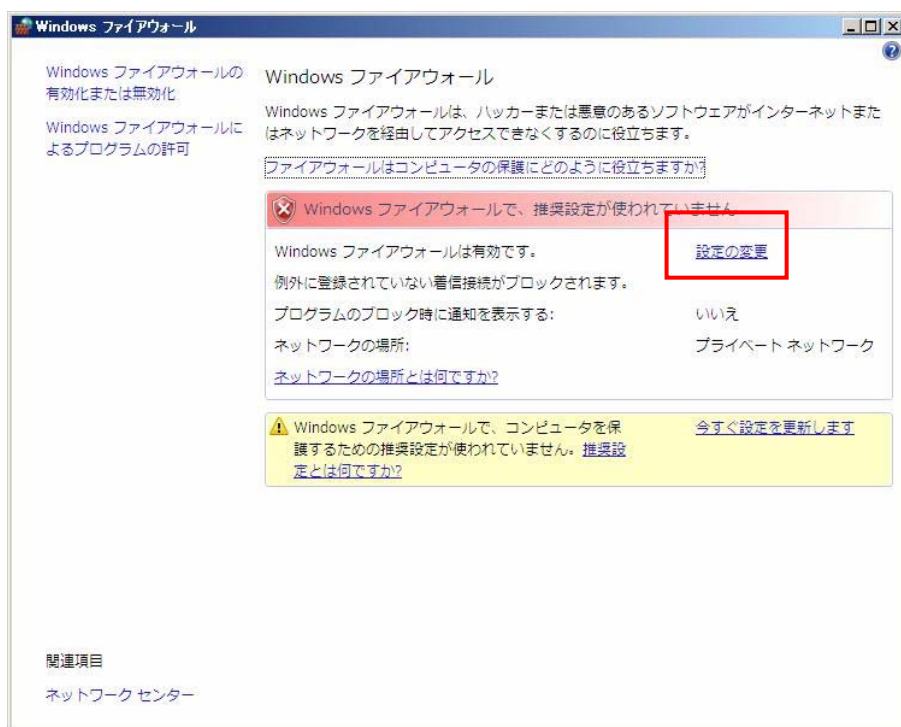 Windows ファイアウォール
Windows ファイアウォールの
有効化または無効化
Windows ファイアウォールに
よるプログラムの許可
Windows ファイアウォール
Windows ファイアウォールは、ハッカーまたは悪意のあるソフトウェアがインターネットまた
はネットワークを経由してアクセスできなくするのに役立ちます。
ファイアウォールはコンピュータの保護にどのように役立ちますか?
Windows ファイアウォールで、推奨設定が使われていません
Windows ファイアウォールは有効です。 設定の変更
例外に登録されていない着信接続がブロックされます。
プログラムのブロック時に通知を表示する: いいえ
ネットワークの場所: プライベート ネットワーク
ネットワークの場所とは何ですか?
Windows ファイアウォールで、コンピュータを保 今すぐ設定を更新します
護するための推奨設定が使われていません。推奨設
定とは何ですか?
関連項目
ネットワーク センター